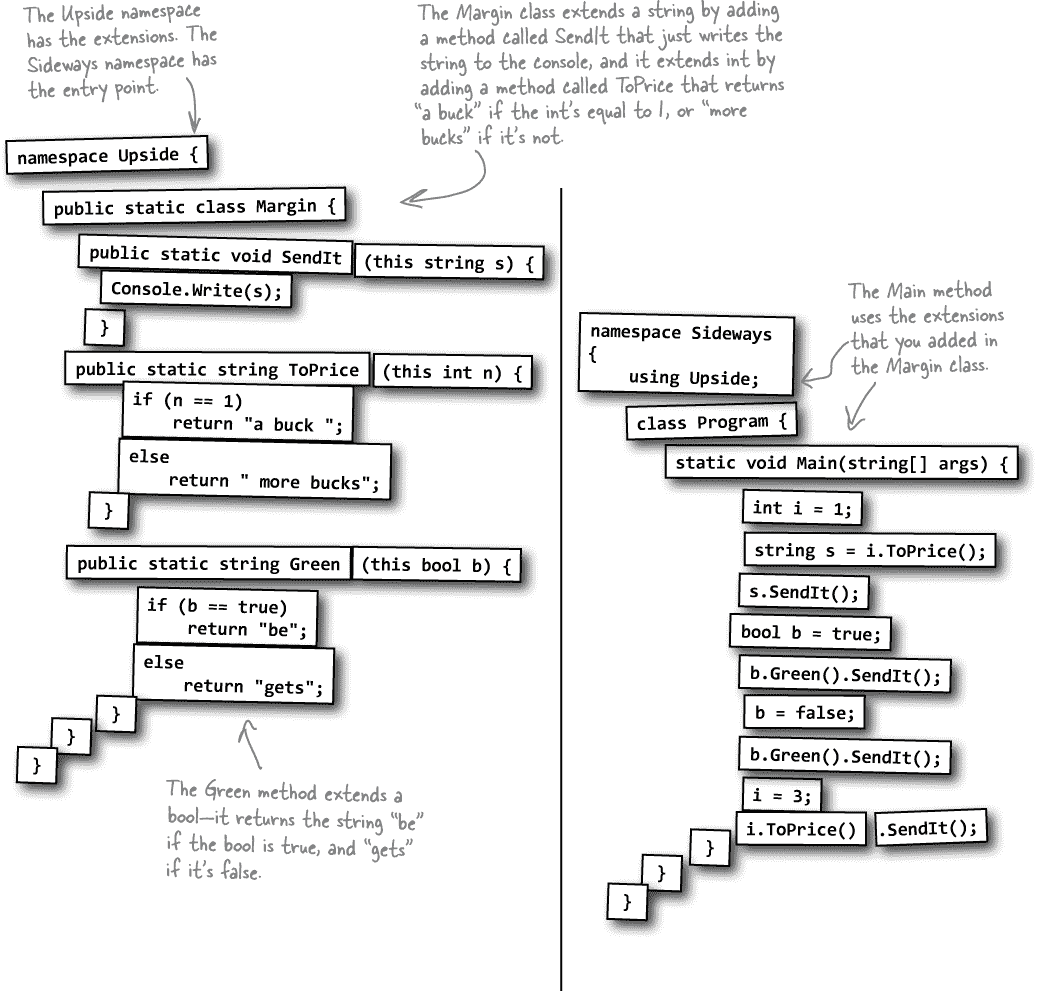 The Upside namespace
has the extensions. The
Sideways namespace has
the entry point.
The Margin class extends a string by adding
a method called SendIt that just writes the
string to the console, and it extends int by
adding a method called ToPrice that returns
“a buck” if the int’s equal to 1, or “more
bucks” if it’s not.
namespace Upside {
public static class Margin {
public static void SendIt (this string s) {
Console.Write(s);
}
public static string ToPrice (this int n) {
if (n == 1)
return "a buck ";
else
return " more bucks";
}
public static string Green (this bool b) {
if (b == true)
return "be";
else
return "gets";
}
}
}
The Green method extends a
bool—it returns the string “be”
if the bool is true, and “gets”
if it’s false.
The Main method
uses the extensions
that you added in
the Margin class.
namespace Sideways
{
using Upside;
class Program {
static void Main(string[] args) {
int i = 1;
string s = i.ToPrice();
s.SendIt();
bool b = true;
b.Green().SendIt();
b = false;
b.Green().SendIt();
i = 3;
i.ToPrice() .SendIt();
}
}
}